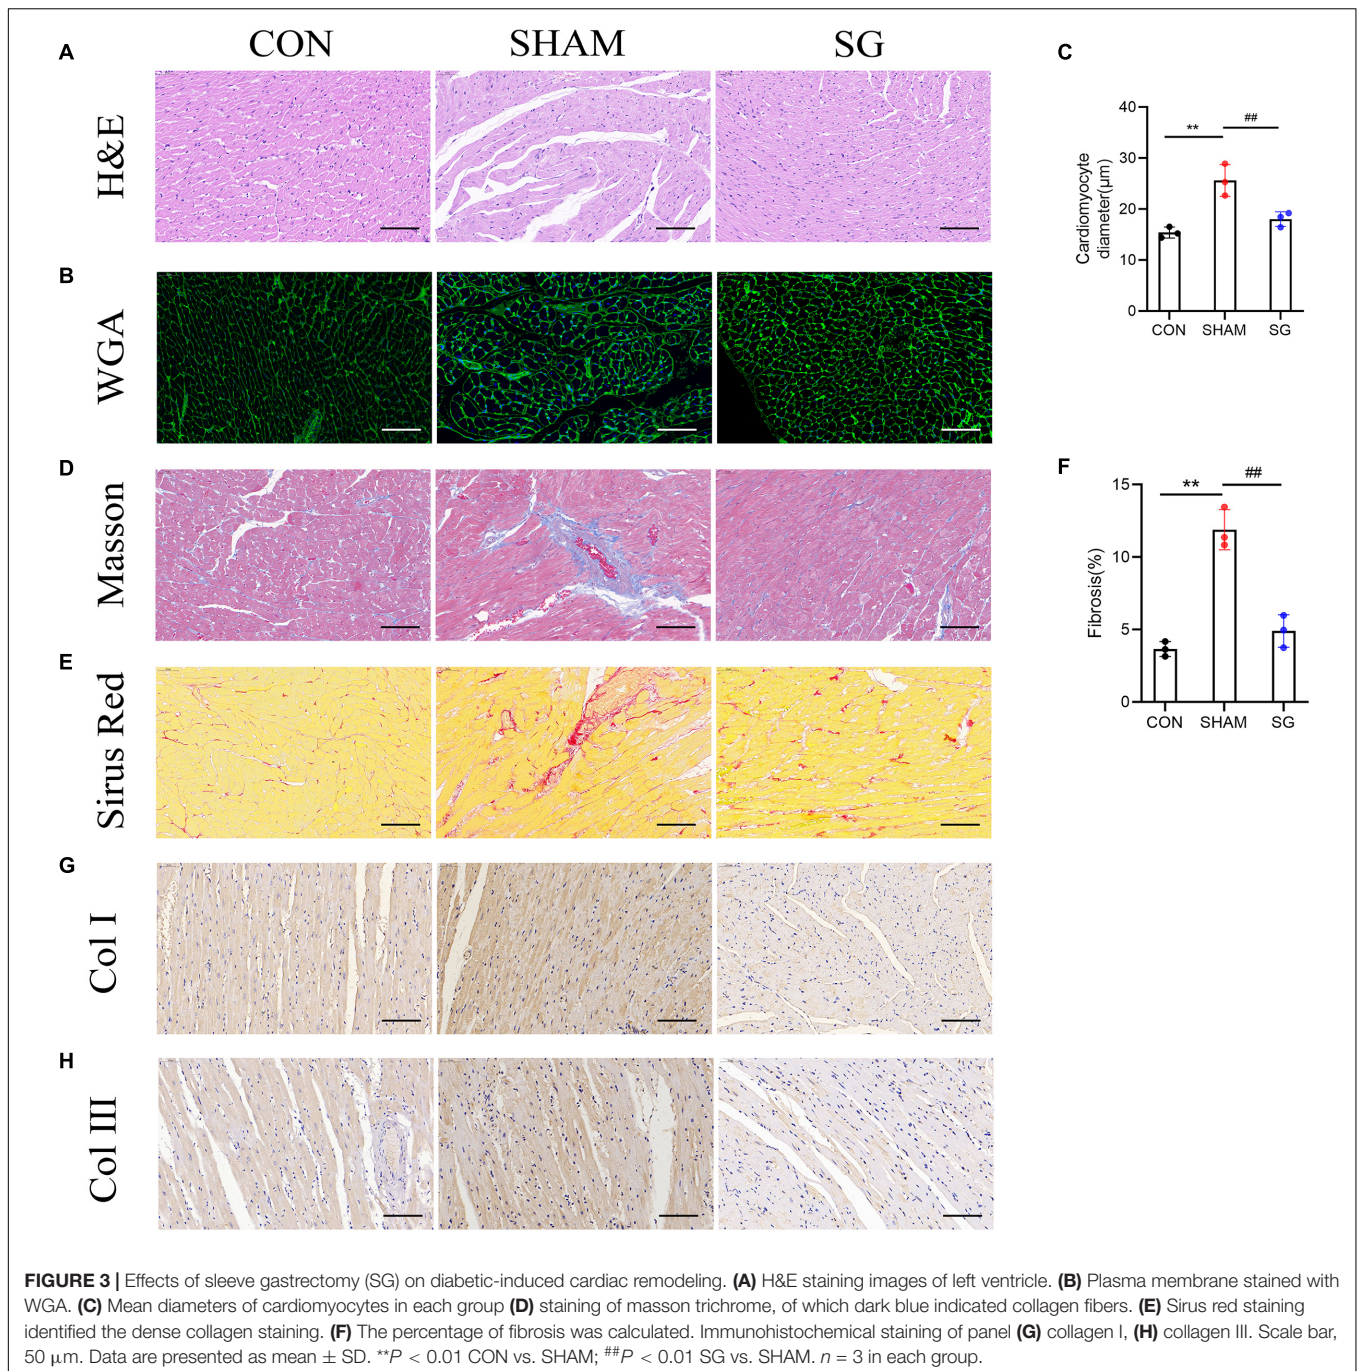 CON SHAM SG
A
H&E
B
WGA
C
Cardiomyocyte
diameter(μm)
40
30
20
10
0
** ##
CON SHAM SG
D
Masson
E
Sirus Red
F
Fibrosis(%)
15
10
5
0
** ##
CON SHAM SG
G
Col I
H
Col III
FIGURE 3 | Effects of sleeve gastrectomy (SG) on diabetic-induced cardiac remodeling. (A) H&E staining images of left ventricle. (B) Plasma membrane stained with
WGA. (C) Mean diameters of cardiomyocytes in each group (D) staining of masson trichrome, of which dark blue indicated collagen fibers. (E) Sirus red staining
identified the dense collagen staining. (F) The percentage of fibrosis was calculated. Immunohistochemical staining of panel (G) collagen I, (H) collagen III. Scale bar,
50 μm. Data are presented as mean ± SD. **P < 0.01 CON vs. SHAM; ##P < 0.01 SG vs. SHAM. n = 3 in each group.